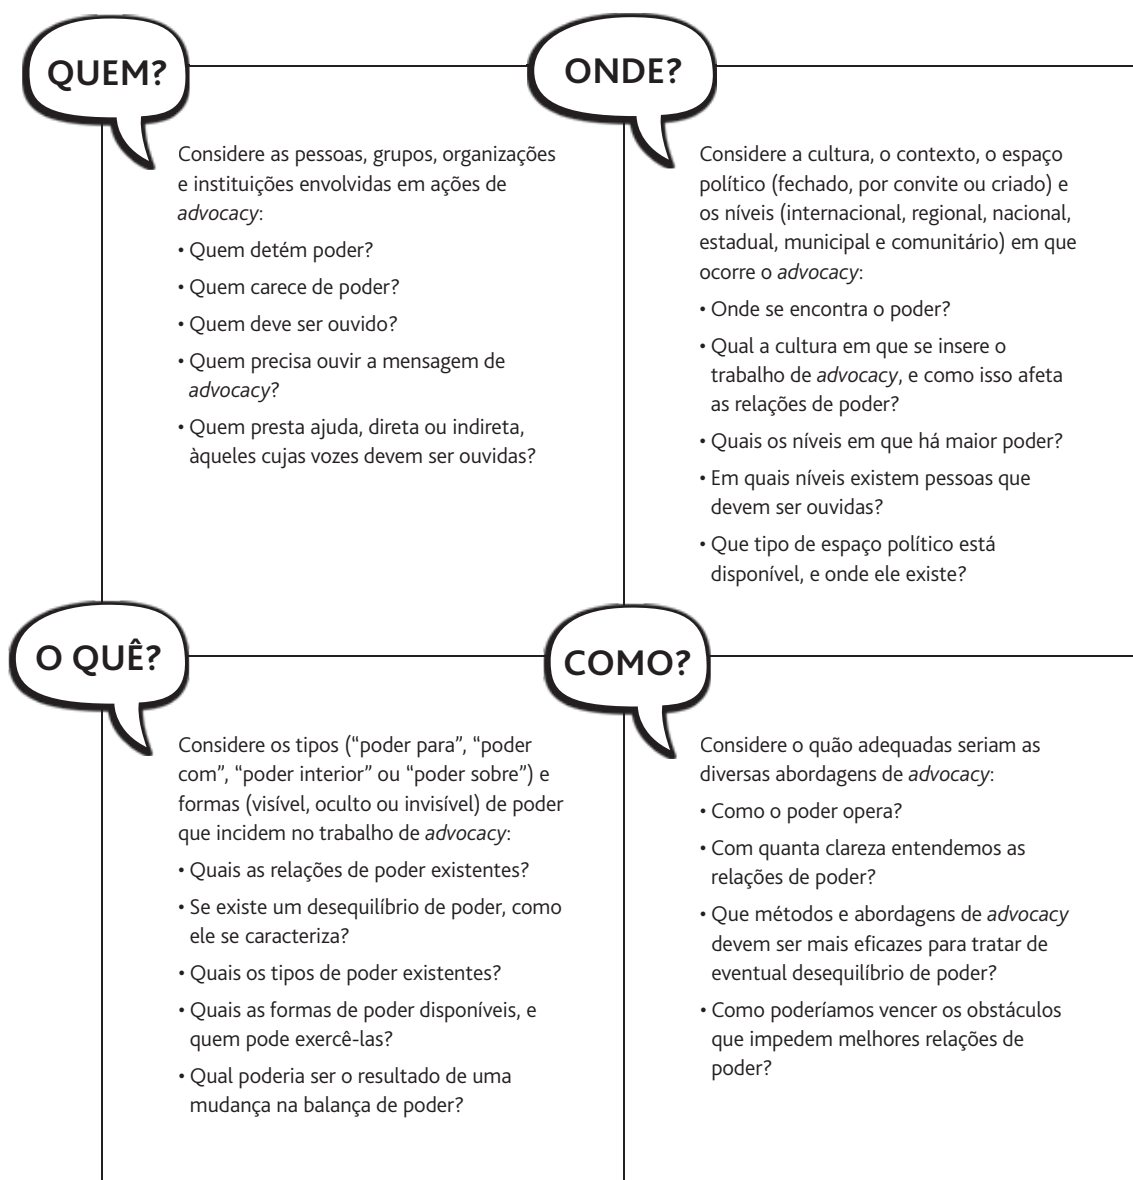 QUEM?
Considere as pessoas, grupos, organizações
e instituições envolvidas em ações de
advocacy:
• Quem detém poder?
• Quem carece de poder?
• Quem deve ser ouvido?
• Quem precisa ouvir a mensagem de
advocacy?
• Quem presta ajuda, direta ou indireta,
àqueles cujas vozes devem ser ouvidas?
ONDE?
Considere a cultura, o contexto, o espaço
político (fechado, por convite ou criado) e
os níveis (internacional, regional, nacional,
estadual, municipal e comunitário) em que
ocorre o advocacy:
• Onde se encontra o poder?
• Qual a cultura em que se insere o
trabalho de advocacy, e como isso afeta
as relações de poder?
• Quais os níveis em que há maior poder?
• Em quais níveis existem pessoas que
devem ser ouvidas?
• Que tipo de espaço político está
disponível, e onde ele existe?
O QUÊ?
Considere os tipos (“poder para”, “poder
com”, “poder interior” ou “poder sobre”) e
formas (visível, oculto ou invisível) de poder
que incidem no trabalho de advocacy:
• Quais as relações de poder existentes?
• Se existe um desequilíbrio de poder, como
ele se caracteriza?
• Quais os tipos de poder existentes?
• Quais as formas de poder disponíveis, e
quem pode exercê-las?
• Qual poderia ser o resultado de uma
mudança na balança de poder?
COMO?
Considere o quão adequadas seriam as
diversas abordagens de advocacy:
• Como o poder opera?
• Com quanta clareza entendemos as
relações de poder?
• Que métodos e abordagens de advocacy
devem ser mais eficazes para tratar de
eventual desequilíbrio de poder?
• Como poderíamos vencer os obstáculos
que impedem melhores relações de
poder?